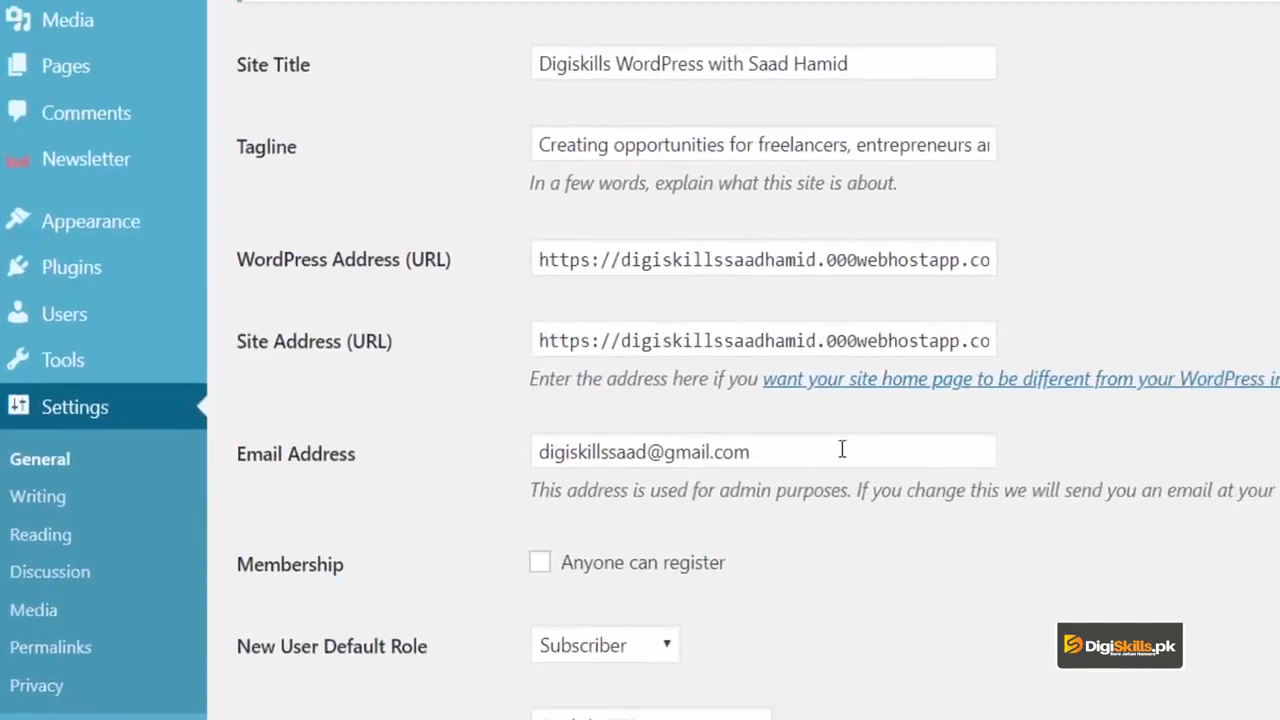 Media
Pages
Comments
Newsletter
Appearance
Plugins
Users
Tools
Settings
General
Writing
Reading
Discussion
Media
Permalinks
Privacy
Site Title
Digiskills WordPress with Saad Hamid
Tagline
Creating opportunities for freelancers, entrepreneurs a
In a few words, explain what this site is about.
WordPress Address (URL)
https://digiskillssaadhamid.000webhostapp.co
Site Address (URL)
https://digiskillssaadhamid.000webhostapp.co
Enter the address here if you want your site home page to be different from your WordPress in
Email Address
digiskillssaad@gmail.com
This address is used for admin purposes. If you change this we will send you an email at your
Membership
Anyone can register
New User Default Role
Subscriber
DigiSkills.pk